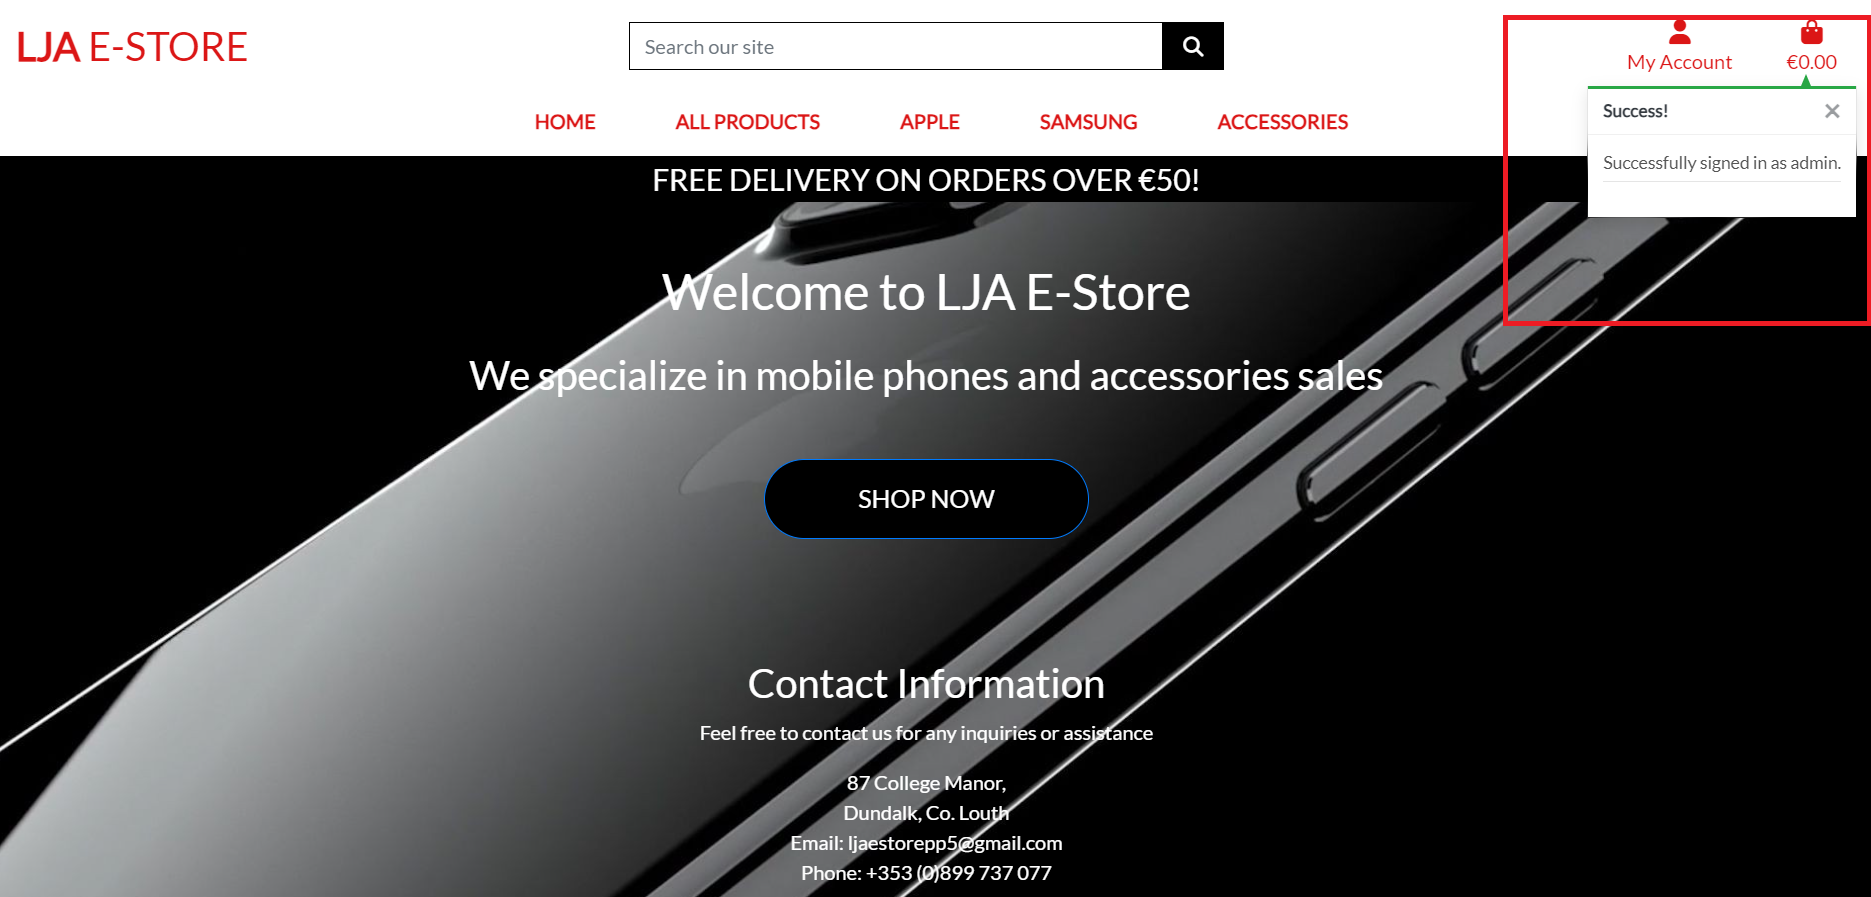 LJA E-STORE
Search our site
My Account
€0.00
HOME ALL PRODUCTS APPLE SAMSUNG ACCESSORIES
Success!
Successfully signed in as admin.
FREE DELIVERY ON ORDERS OVER €50!
Welcome to LJA E-Store
We specialize in mobile phones and accessories sales
SHOP NOW
Contact Information
Feel free to contact us for any inquiries or assistance
87 College Manor,
Dundalk, Co. Louth
Email: ljaestorepp5@gmail.com
Phone: +353 (0)899 737 077